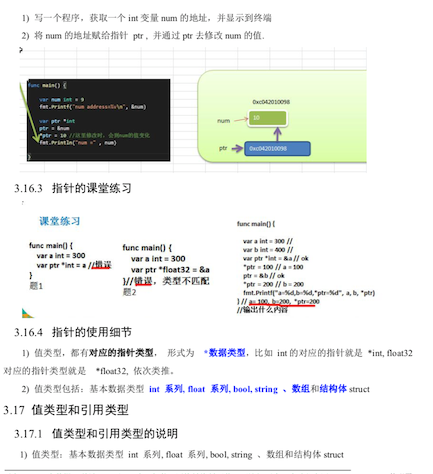 1) 写一个程序，获取一个 int 变量 num 的地址，并显示到终端
2) 将 num 的地址赋给指针 ptr , 并通过 ptr 去修改 num 的值.
func main() {
var num int = 9
fmt.Printf("num address=%v\n", &num)
var ptr *int
ptr = &num
*ptr = 10 //这里修改时，会到num的值变化
fmt.Println("num =" , num)
}
0xc042010098
num
10
ptr
0xc042010098
3.16.3 指针的课堂练习
课堂练习
func main() {
var a int = 300
var ptr *int = a //错误
}
题1
func main() {
var a int = 300
var ptr *float32 = &a
}//错误，类型不匹配
题2
func main() {
var a int = 300 //
var b int = 400 //
var ptr *int = &a // ok
*ptr = 100 // a = 100
ptr = &b // ok
*ptr = 200 // b = 200
fmt.Printf("a=%d,b=%d,*ptr=%d", a, b, *ptr)
} // a= 100, b=200, *ptr=200
//输出什么内容
3.16.4 指针的使用细节
1) 值类型，都有对应的指针类型， 形式为 *数据类型，比如 int 的对应的指针就是 *int, float32
对应的指针类型就是 *float32, 依次类推。
2) 值类型包括：基本数据类型 int 系列, float 系列, bool, string 、数组和结构体 struct
3.17 值类型和引用类型
3.17.1 值类型和引用类型的说明
1) 值类型：基本数据类型 int 系列, float 系列, bool, string 、数组和结构体 struct